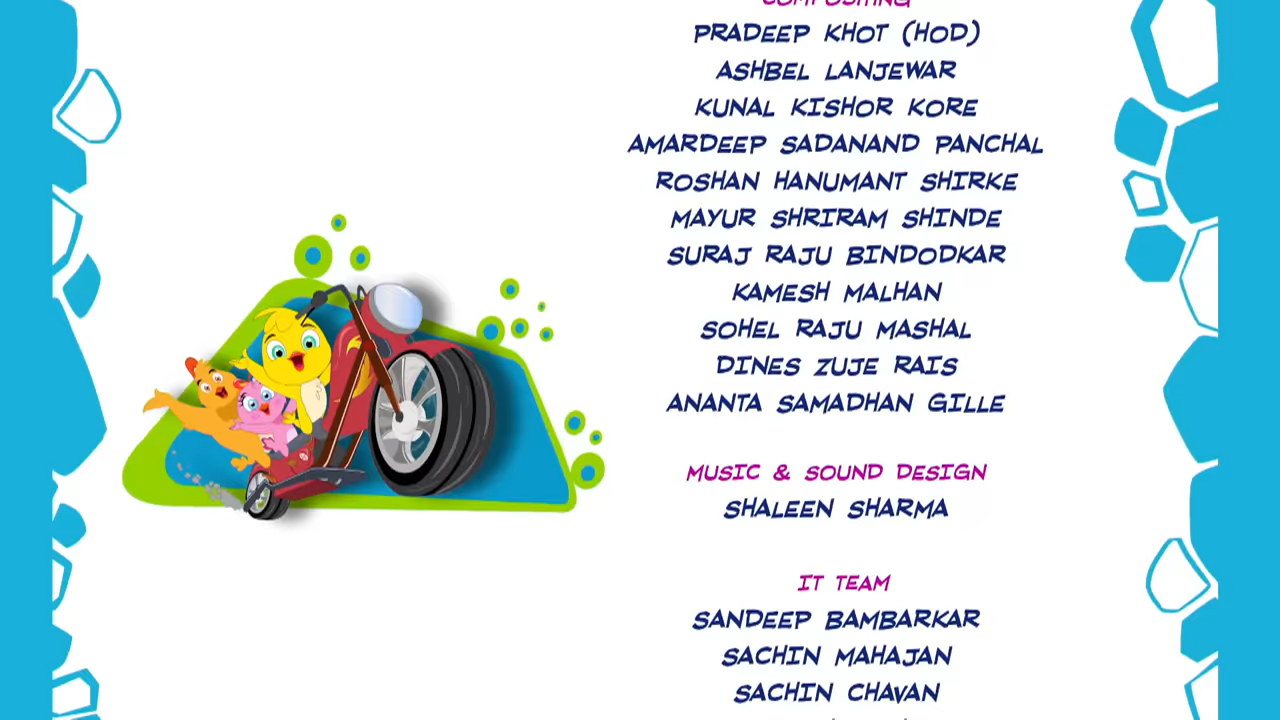 COMPOSITING
PRADEEP KHOT (HOD)
ASHBEL LANJEWAR
KUNAL KISHOR KORE
AMARDEEP SADANAND PANCHAL
ROSHAN HANUMANT SHIRKE
MAYUR SHRIRAM SHINDE
SURAJ RAJU BINDODKAR
KAMESH MALHAN
SOHEL RAJU MASHAL
DINES ZUJE RAIS
ANANTA SAMADHAN GILLE
MUSIC & SOUND DESIGN
SHALEEN SHARMA
IT TEAM
SANDEEP BAMBARKAR
SACHIN MAHAJAN
SACHIN CHAVAN